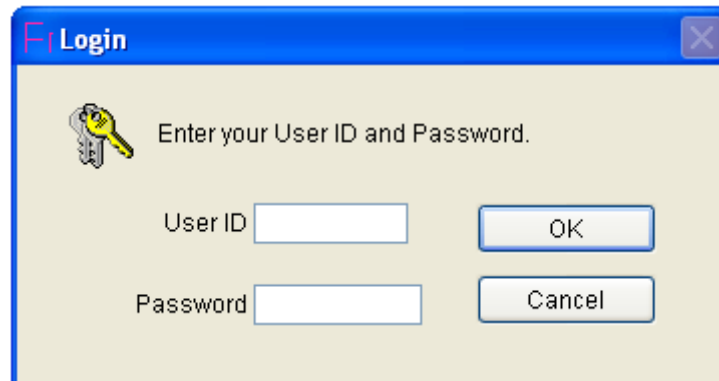 Login
Enter your User ID and Password.
User ID
OK
Password
Cancel